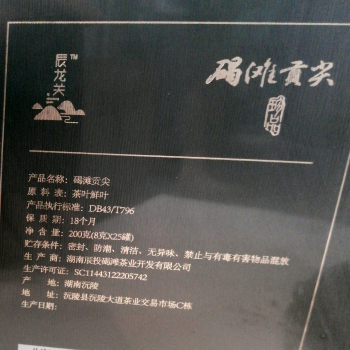 辰龙关™
碣滩贡尖
珍品
产品名称：碣滩贡尖
原料表：茶叶鲜叶
产品执行标准：DB43/T796
保质期：18个月
净含量：200克(8克X25罐)
贮存条件：密封、防潮、清洁、无异味、禁止与有毒有害物品混放
生产商：湖南辰投碣滩茶业开发有限公司
生产许可证：SC11443122205742
产地：湖南沅陵
地址：沅陵县沅陵大道茶业交易市场C栋
生产日期：